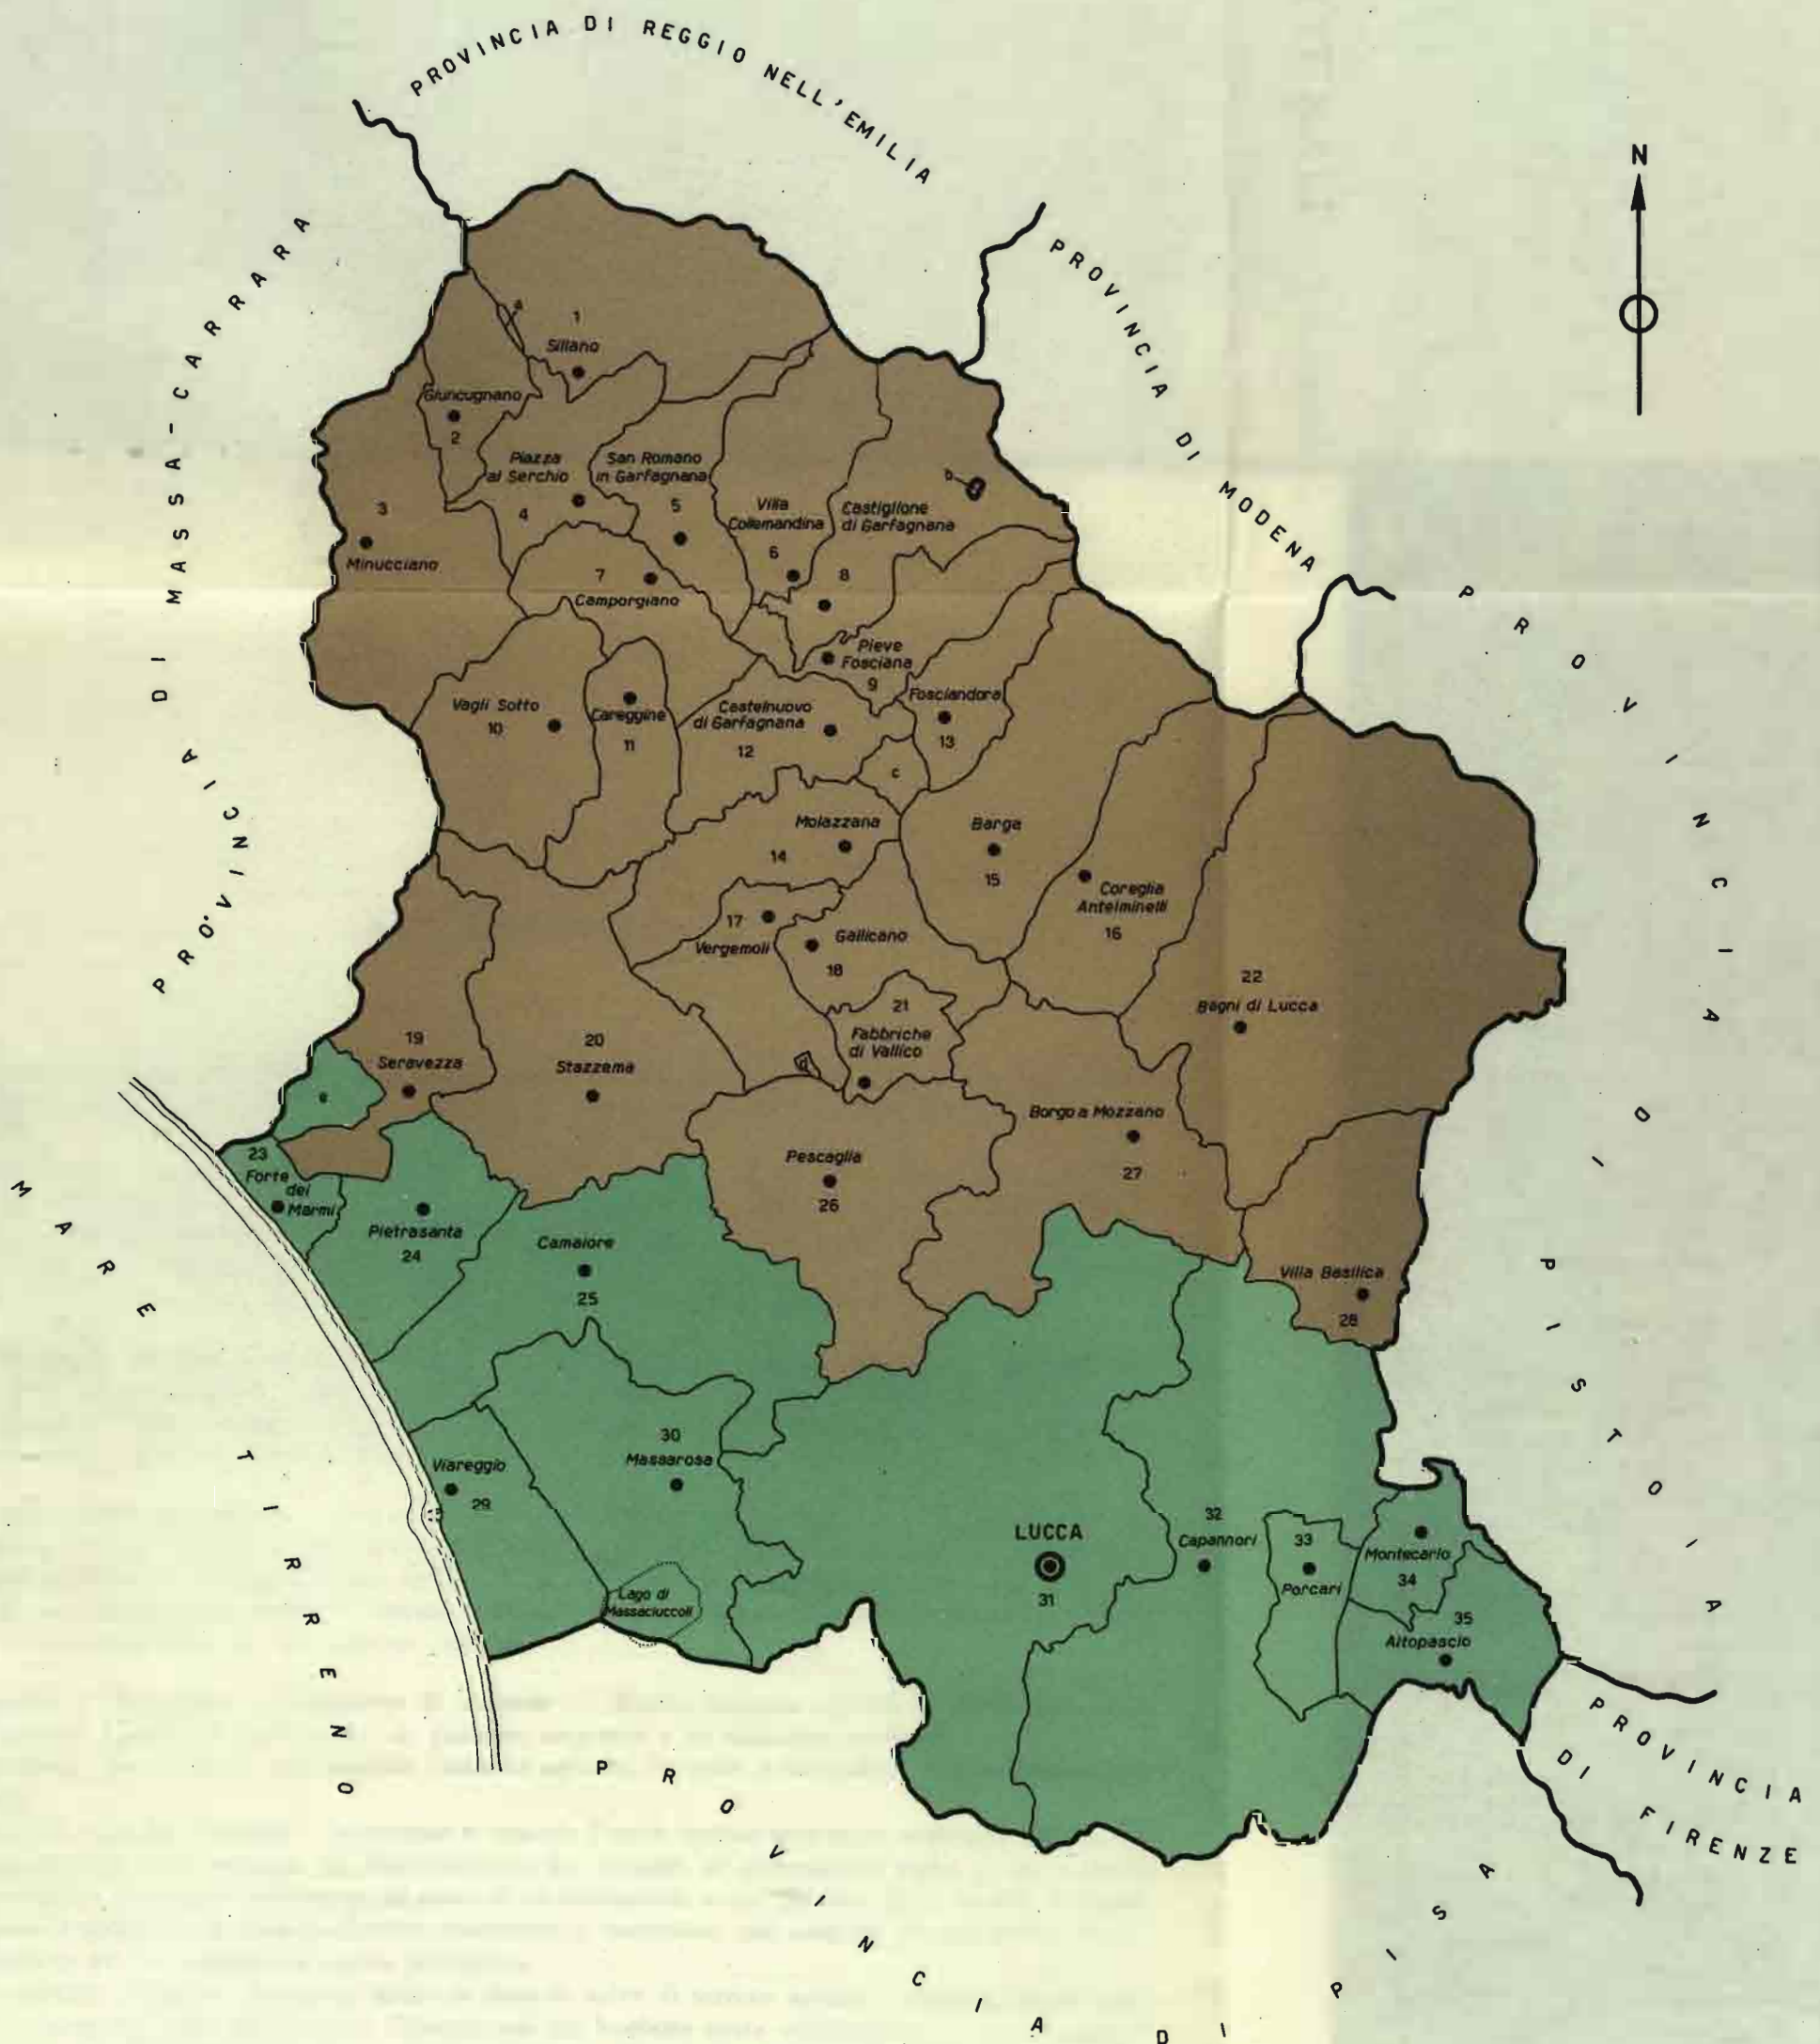 PROVINCIA DI REGGIO NELL'EMILIA
PROVINCIA DI MASSA-CARRARA
PROVINCIA DI MODENA
PROVINCIA DI PISTOIA
N
a
1
Sillano
Giuncugnano
2
Piazza
al Serchio
4
San Romano
in Garfagnana
5
3
Minucciano
Villa
Collemandina
6
b
Castiglione
di Garfagnana
8
7
Camporgiano
Pieve
Fosciana
9
Vagli Sotto
10
Careggine
11
Castelnuovo
di Garfagnana
12
Fosciandora
13
c
Molazzana
14
Barga
15
Coreglia
Antelminelli
16
17
Vergemoli
Gallicano
18
22
Bagni di Lucca
19
Seravezza
20
Stazzema
21
Fabbriche
di Vallico
d
e
Borgo a Mozzano
27
23
Forte
dei
Marmi
Pescaglia
26
Pietrasanta
24
Camaiore
25
Villa Basilica
28
Viareggio
29
30
Massarosa
Lago di
Massaciuccoli
LUCCA
31
32
Capannori
33
Porcari
Montecarlo
34
35
Altopascio
MARE TIRRENO
PROVINCIA DI PISA
PROVINCIA
DI FIRENZE